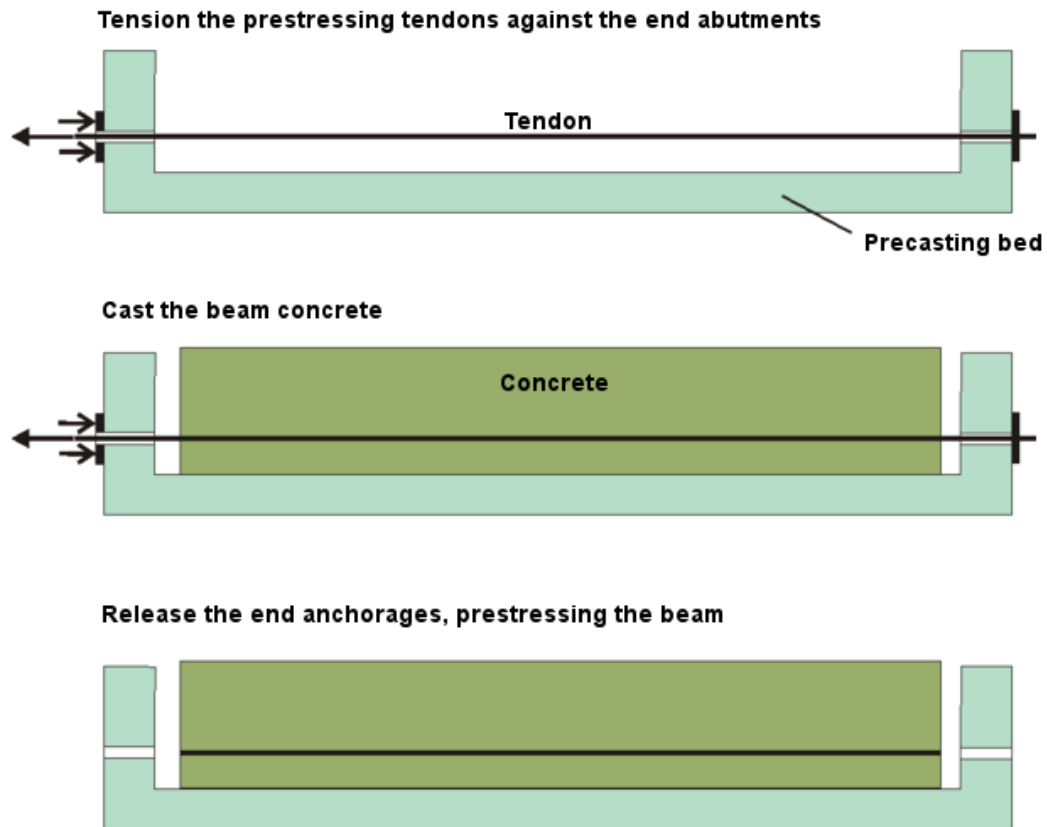 Tension the prestressing tendons against the end abutments
Tendon
Precasting bed
Cast the beam concrete
Concrete
Release the end anchorages, prestressing the beam